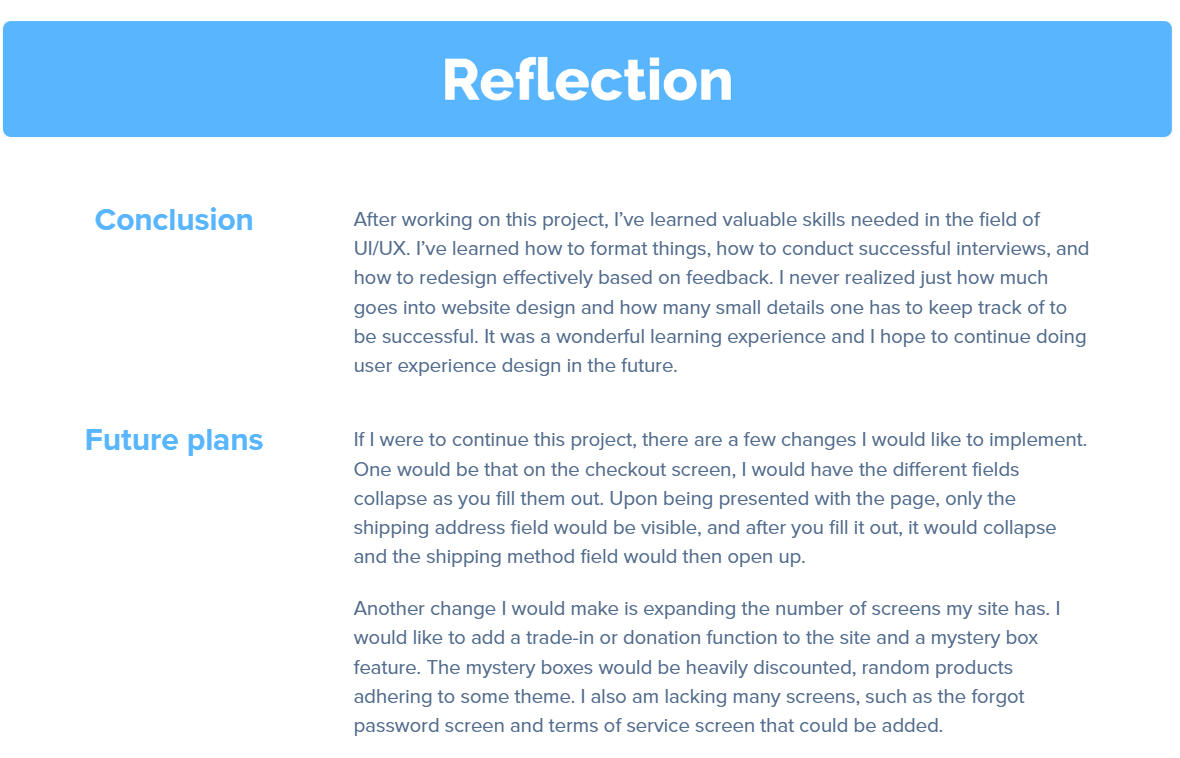 Reflection
Conclusion
After working on this project, I’ve learned valuable skills needed in the field of
UI/UX. I’ve learned how to format things, how to conduct successful interviews, and
how to redesign effectively based on feedback. I never realized just how much
goes into website design and how many small details one has to keep track of to
be successful. It was a wonderful learning experience and I hope to continue doing
user experience design in the future.
Future plans
If I were to continue this project, there are a few changes I would like to implement.
One would be that on the checkout screen, I would have the different fields
collapse as you fill them out. Upon being presented with the page, only the
shipping address field would be visible, and after you fill it out, it would collapse
and the shipping method field would then open up.
Another change I would make is expanding the number of screens my site has. I
would like to add a trade-in or donation function to the site and a mystery box
feature. The mystery boxes would be heavily discounted, random products
adhering to some theme. I also am lacking many screens, such as the forgot
password screen and terms of service screen that could be added.